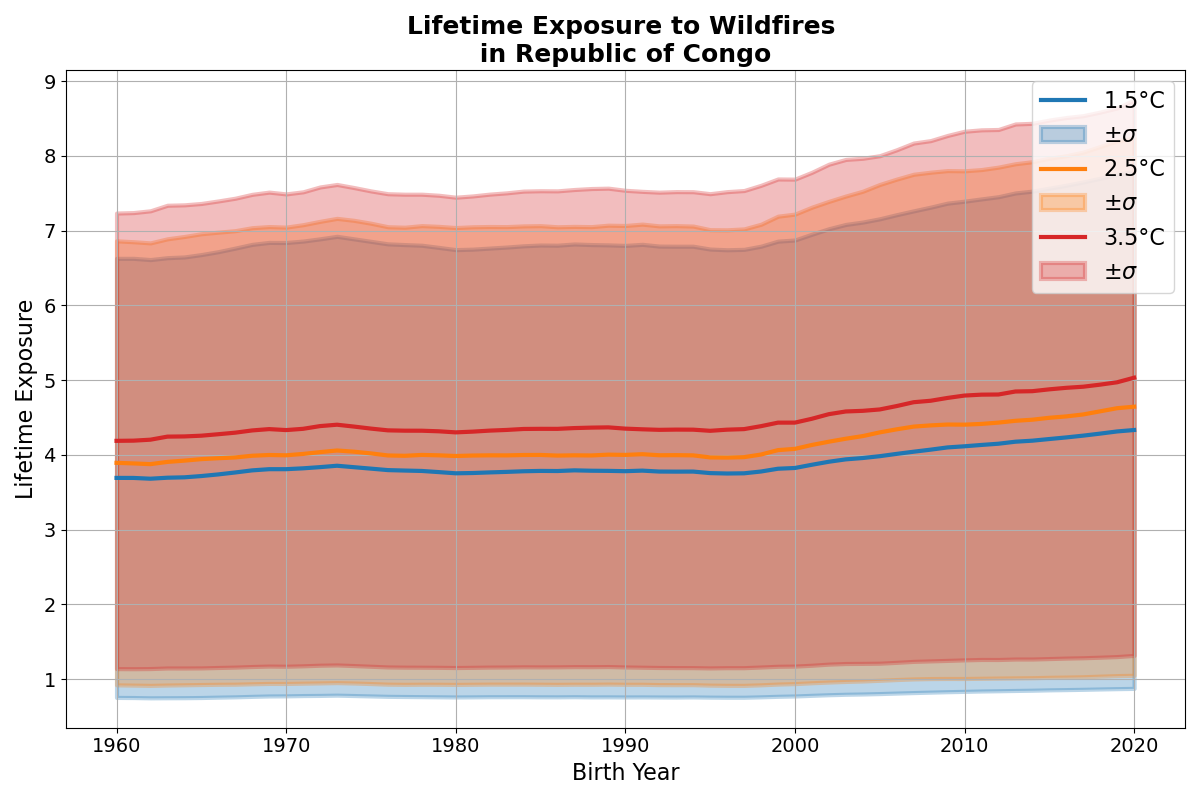 Lifetime Exposure to Wildfires
in Republic of Congo
Lifetime Exposure
9
8
7
6
5
4
3
2
1
1960
1970
1980
1990
2000
2010
2020
Birth Year
1.5°C
±σ
2.5°C
±σ
3.5°C
±σ